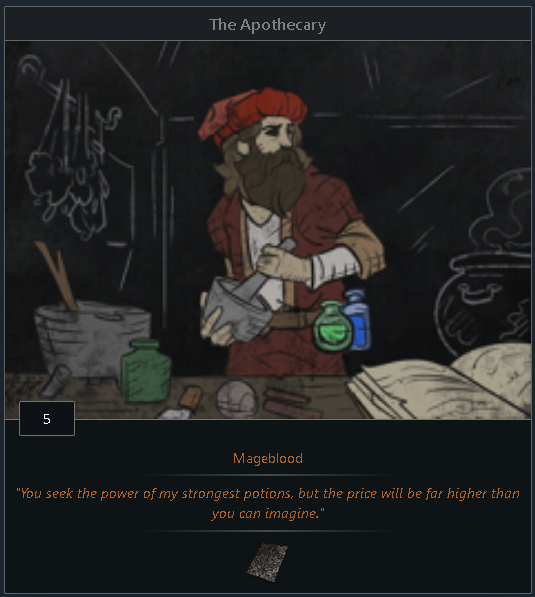 The Apothecary
5
Mageblood
"You seek the power of my strongest potions, but the price will be far higher than
you can imagine."